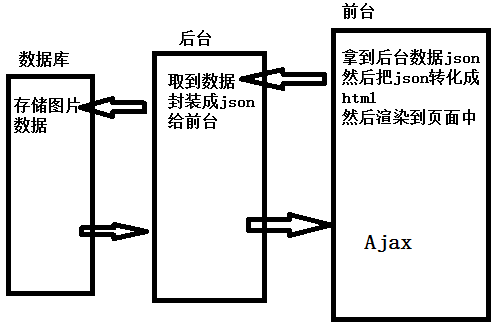 数据库
存储图片
数据
后台
取到数据
封装成json
给前台
前台
拿到后台数据json
然后把json转化成
html
然后渲染到页面中
Ajax